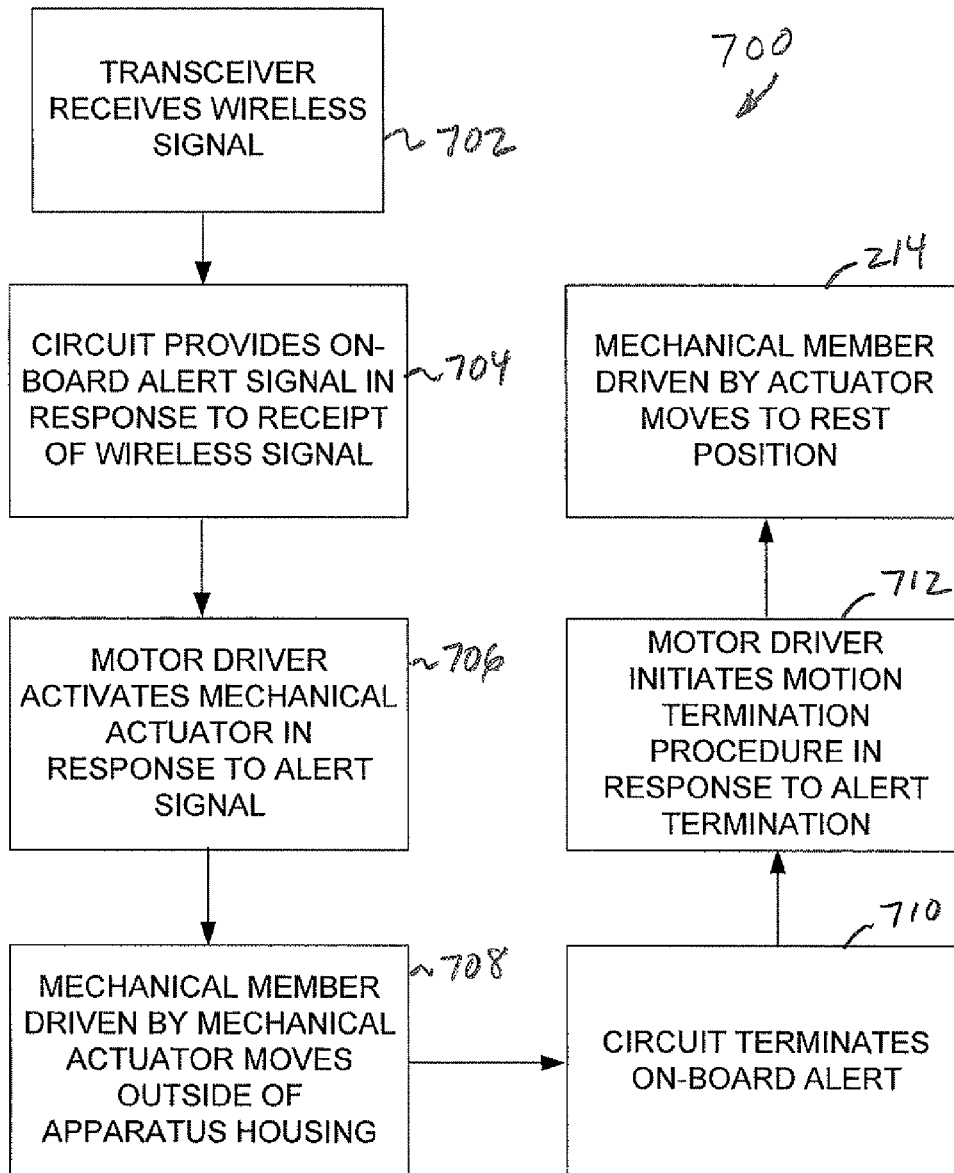 700
TRANSCEIVER
RECEIVES WIRELESS
SIGNAL
702
CIRCUIT PROVIDES ON-
BOARD ALERT SIGNAL IN
RESPONSE TO RECEIPT
OF WIRELESS SIGNAL
704
MOTOR DRIVER
ACTIVATES MECHANICAL
ACTUATOR IN
RESPONSE TO ALERT
SIGNAL
706
MECHANICAL MEMBER
DRIVEN BY MECHANICAL
ACTUATOR MOVES
OUTSIDE OF
APPARATUS HOUSING
708
710
CIRCUIT TERMINATES
ON-BOARD ALERT
712
MOTOR DRIVER
INITIATES MOTION
TERMINATION
PROCEDURE IN
RESPONSE TO ALERT
TERMINATION
214
MECHANICAL MEMBER
DRIVEN BY ACTUATOR
MOVES TO REST
POSITION